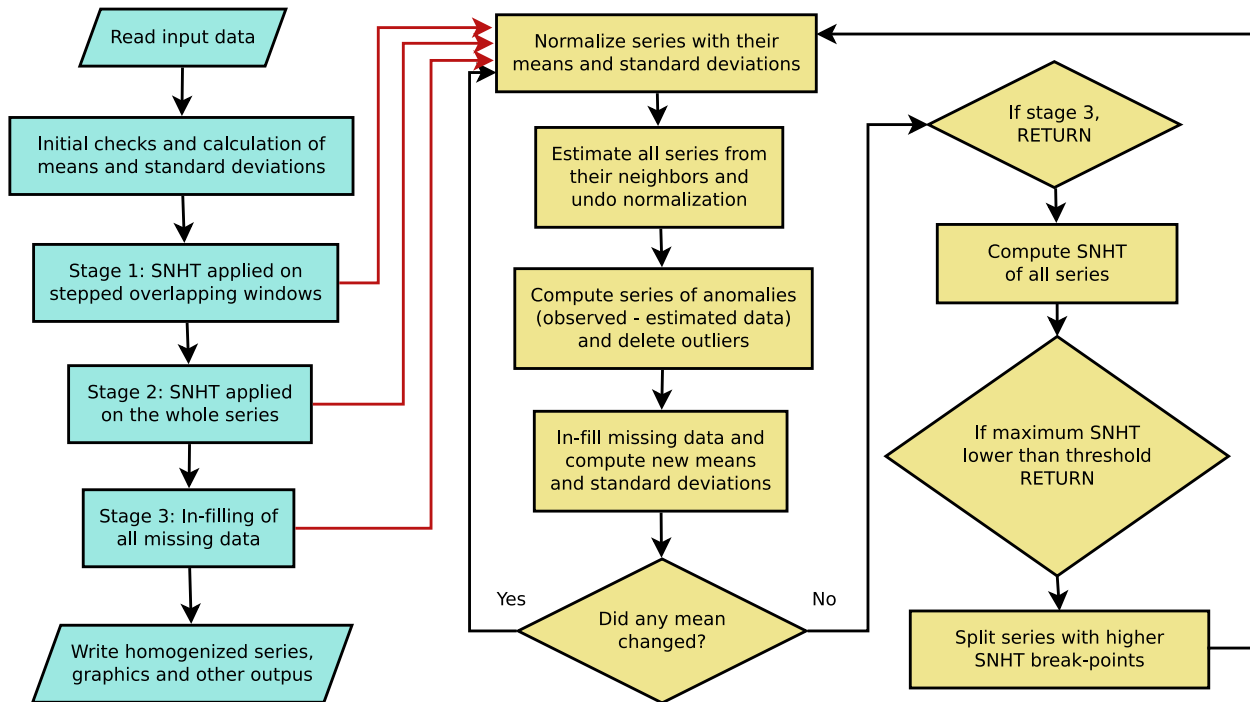 Read input data
Initial checks and calculation of
means and standard deviations
Stage 1: SNHT applied on
stepped overlapping windows
Stage 2: SNHT applied
on the whole series
Stage 3: In-filling of
all missing data
Write homogenized series,
graphics and other outpus
Normalize series with their
means and standard deviations
Estimate all series from
their neighbors and
undo normalization
Compute series of anomalies
(observed - estimated data)
and delete outliers
In-fill missing data and
compute new means
and standard deviations
Yes
Did any mean
changed?
No
If stage 3,
RETURN
Compute SNHT
of all series
If maximum SNHT
lower than threshold
RETURN
Split series with higher
SNHT break-points